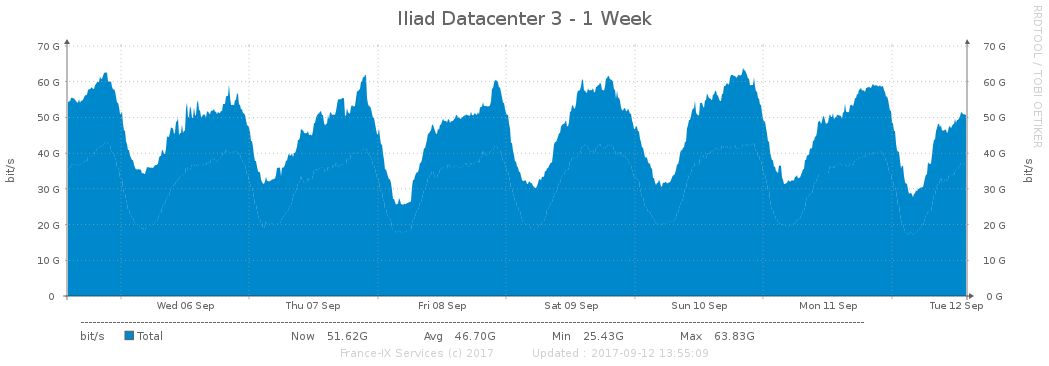 Iliad Datacenter 3 - 1 Week
RRDTOOL / TOBI OETIKER
70 G 70 G
60 G 60 G
50 G 50 G
40 G 40 G
30 G 30 G
20 G 20 G
10 G 10 G
0 0 G
bit/s
bit/s
Wed 06 Sep Thu 07 Sep Fri 08 Sep Sat 09 Sep Sun 10 Sep Mon 11 Sep Tue 12 Sep
bit/s Total Now 51.62G Avg 46.70G Min 25.43G Max 63.83G
France-IX Services (c) 2017 Updated : 2017-09-12 13:55:09